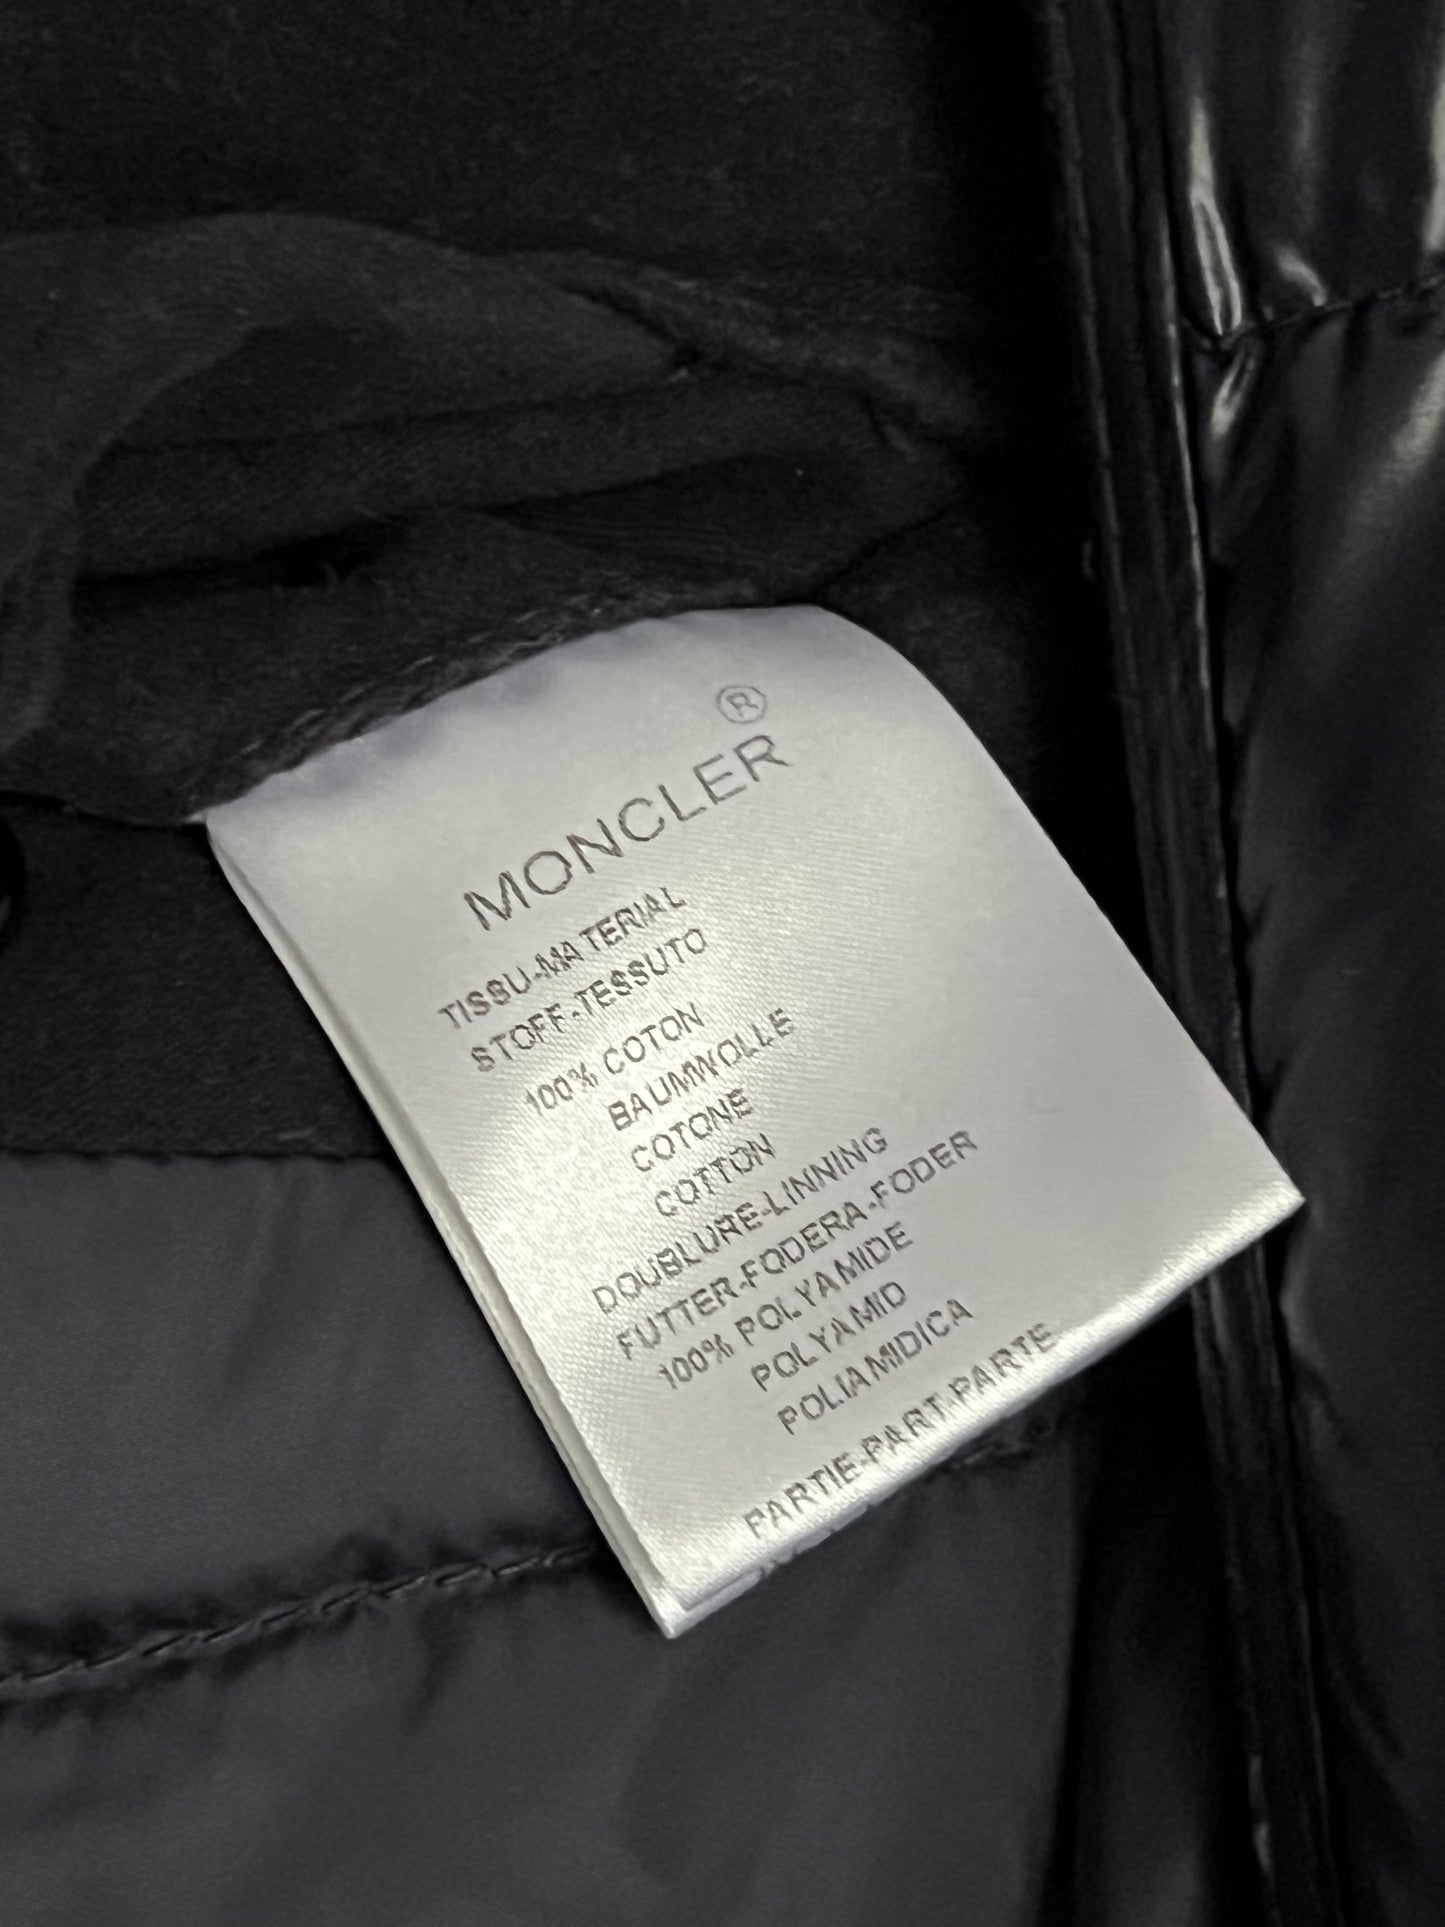 ®
MONCLER
TISSU-MATERIAL
STOFF-TESSUTO
100% COTON
BAUMWOLLE
COTONE
COTTON
DOUBLURE-LINNING
FUTTER-FODERA-FODER
100% POLYAMIDE
POLYAMID
POLIAMIDICA
PARTIE-PART-PARTE